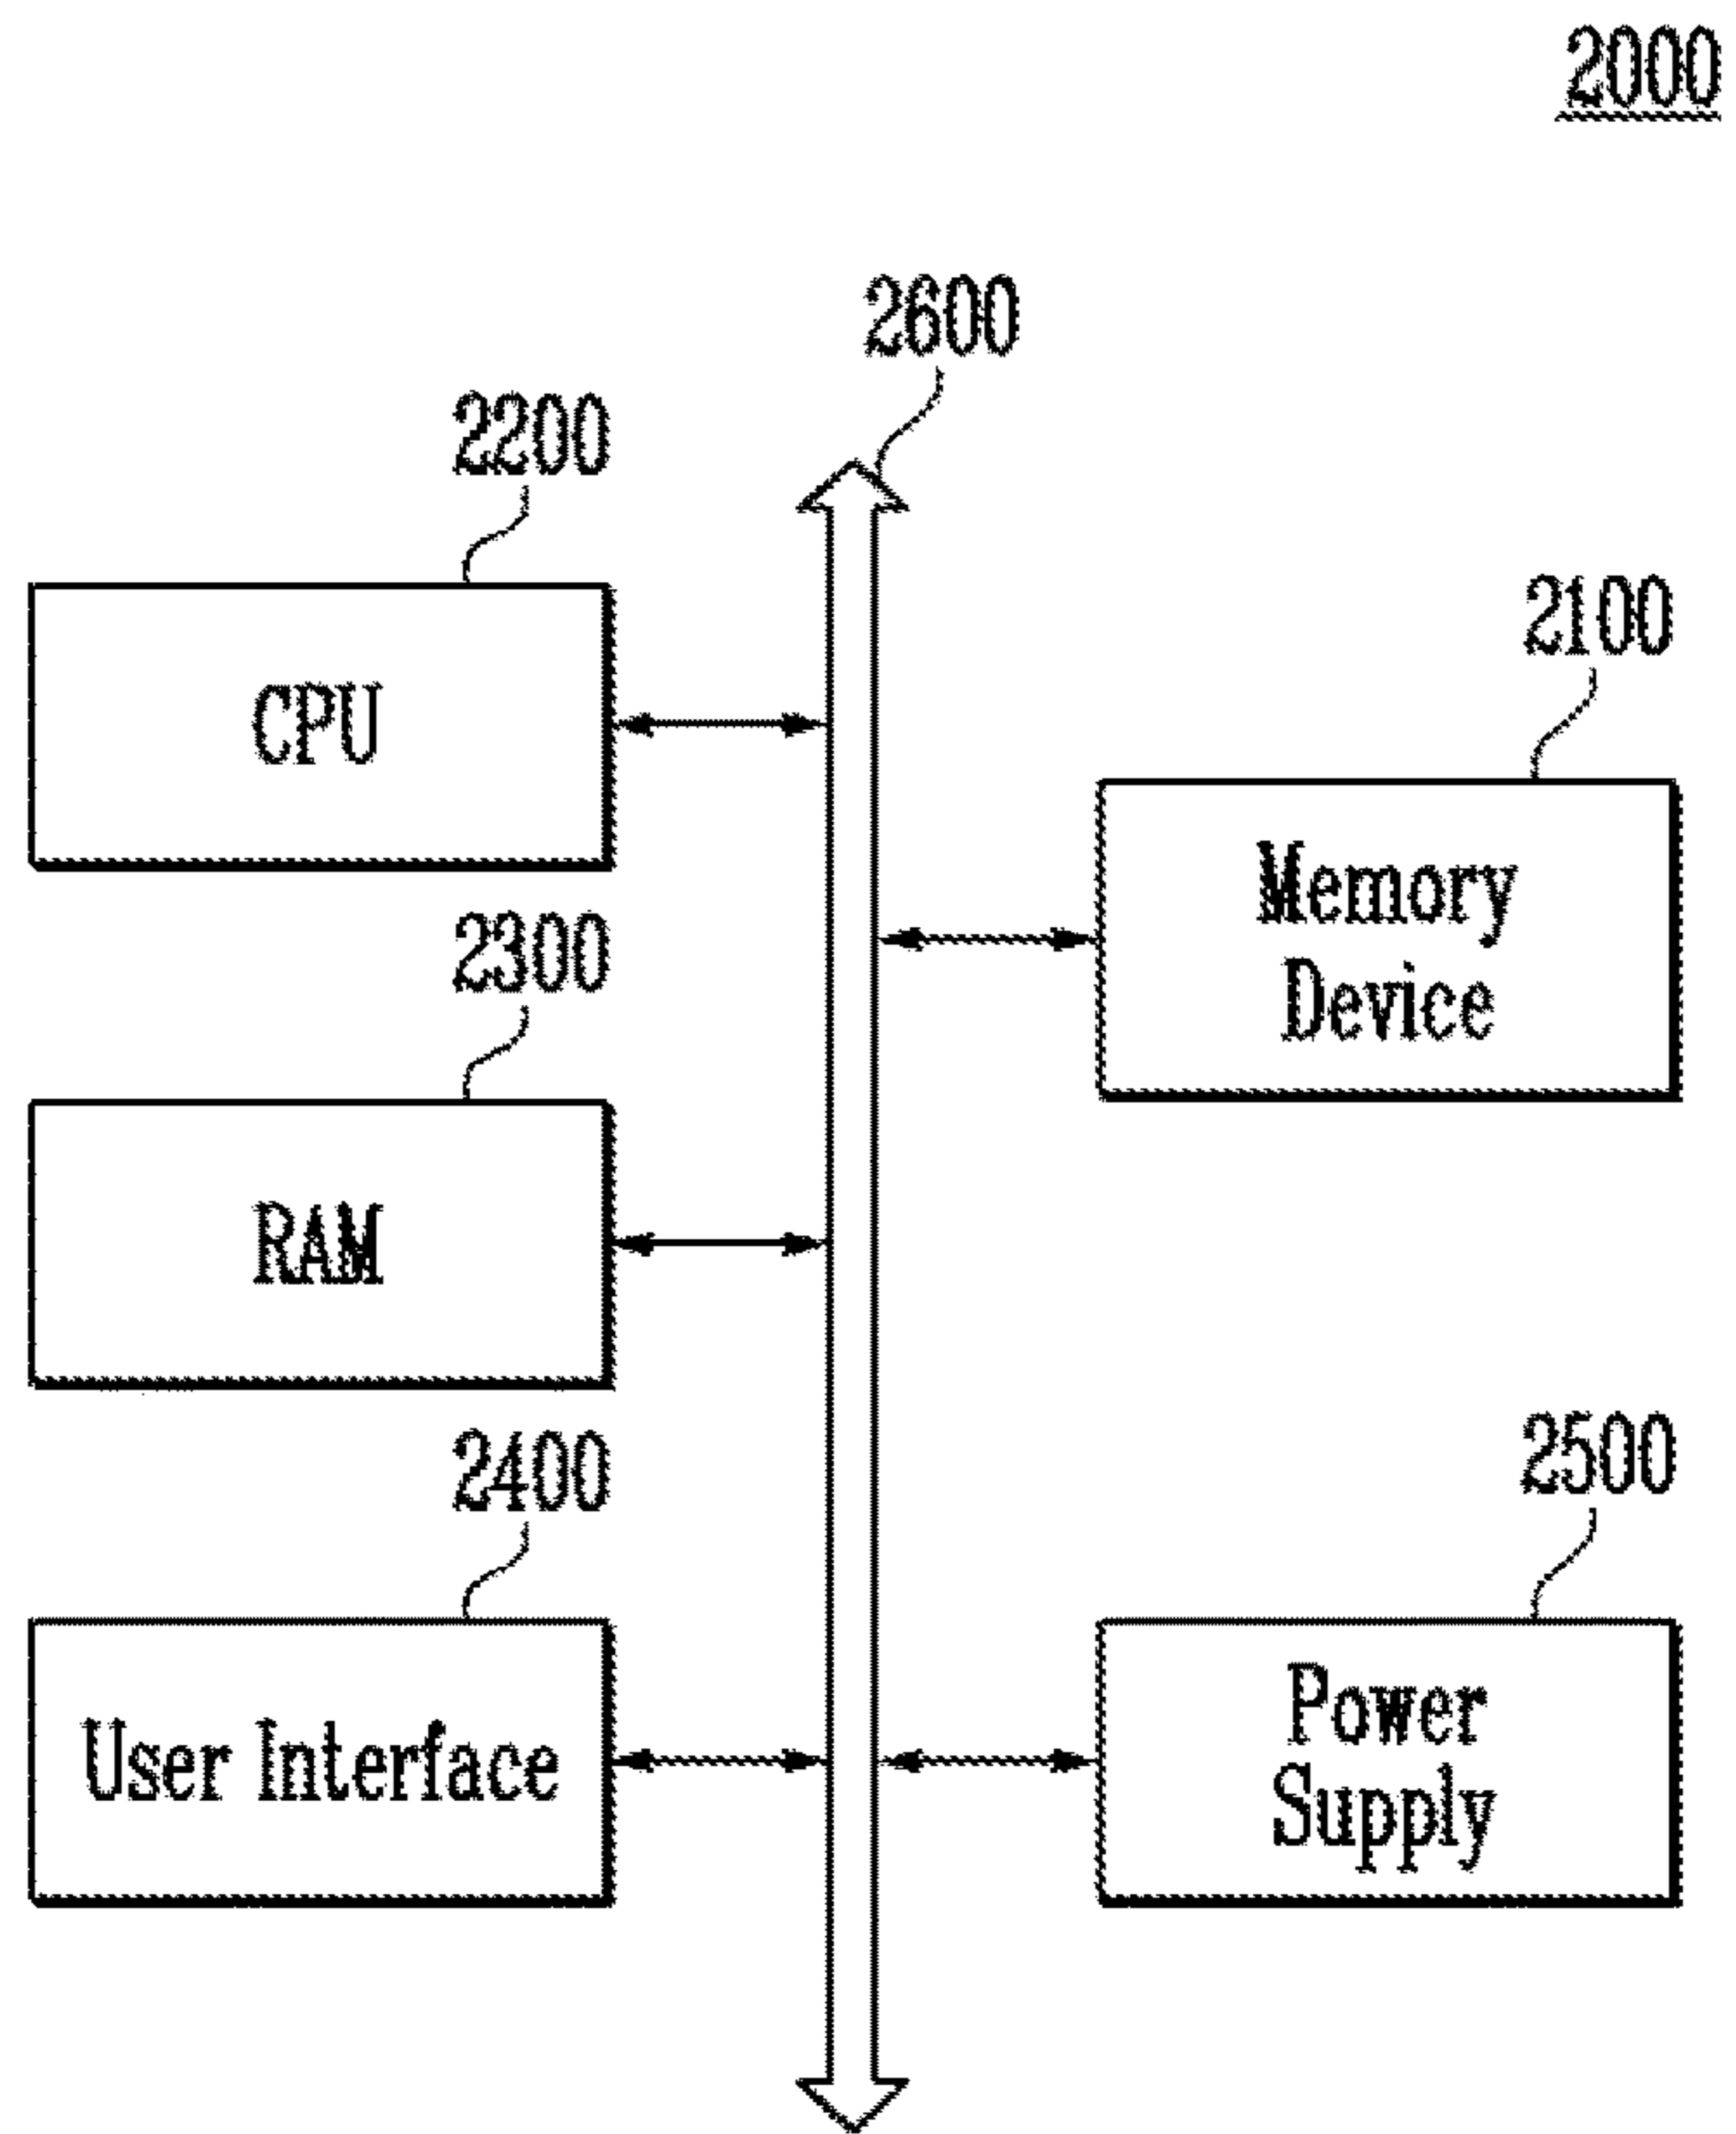 2000
2600
2200
CPU
2100
Memory
Device
2300
RAM
2400
User Interface
2500
Power
Supply